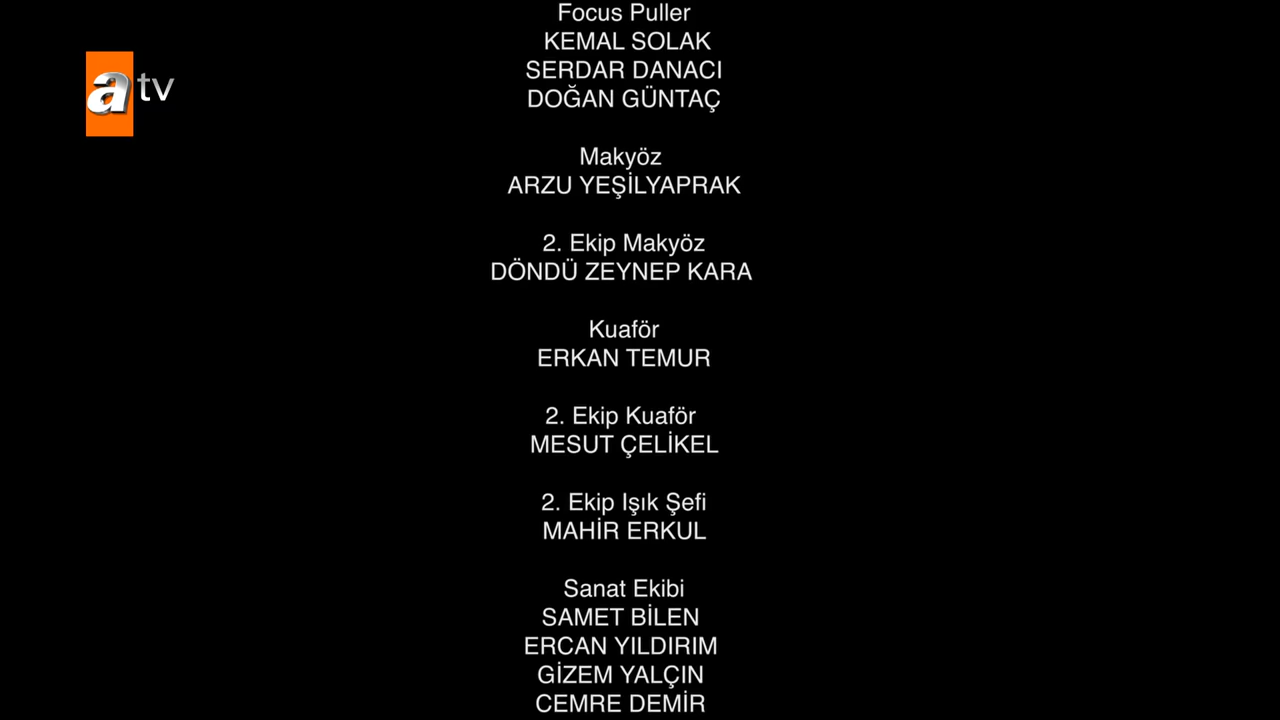 Focus Puller
KEMAL SOLAK
SERDAR DANACI
DOĞAN GÜNTAÇ
atv
Makyöz
ARZU YEŞİLYAPRAK
2. Ekip Makyöz
DÖNDÜ ZEYNEP KARA
Kuaför
ERKAN TEMUR
2. Ekip Kuaför
MESUT ÇELİKEL
2. Ekip Işık Şefi
MAHİR ERKUL
Sanat Ekibi
SAMET BİLEN
ERCAN YILDIRIM
GİZEM YALÇIN
CEMRE DEMİR